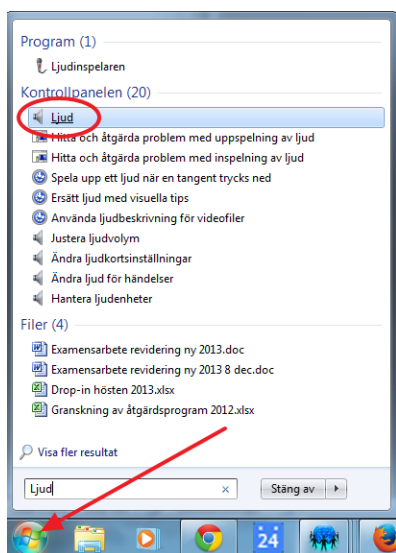 Program (1)
Ljudinspelaren
Kontrollpanelen (20)
Ljud
Hitta och åtgärda problem med uppspelning av ljud
Hitta och åtgärda problem med inspelning av ljud
Spela upp ett ljud när en tangent trycks ned
Ersätt ljud med visuella tips
Använda ljudbeskrivning för videofiler
Justera ljudvolym
Ändra ljudkortsinställningar
Ändra ljud för händelser
Hantera ljudenheter
Filer (4)
Examensarbete revidering ny 2013.doc
Examensarbete revidering ny 2013 8 dec.doc
Drop-in hösten 2013.xlsx
Granskning av åtgärdsprogram 2012.xlsx
Visa fler resultat
Ljud × Stäng av
24